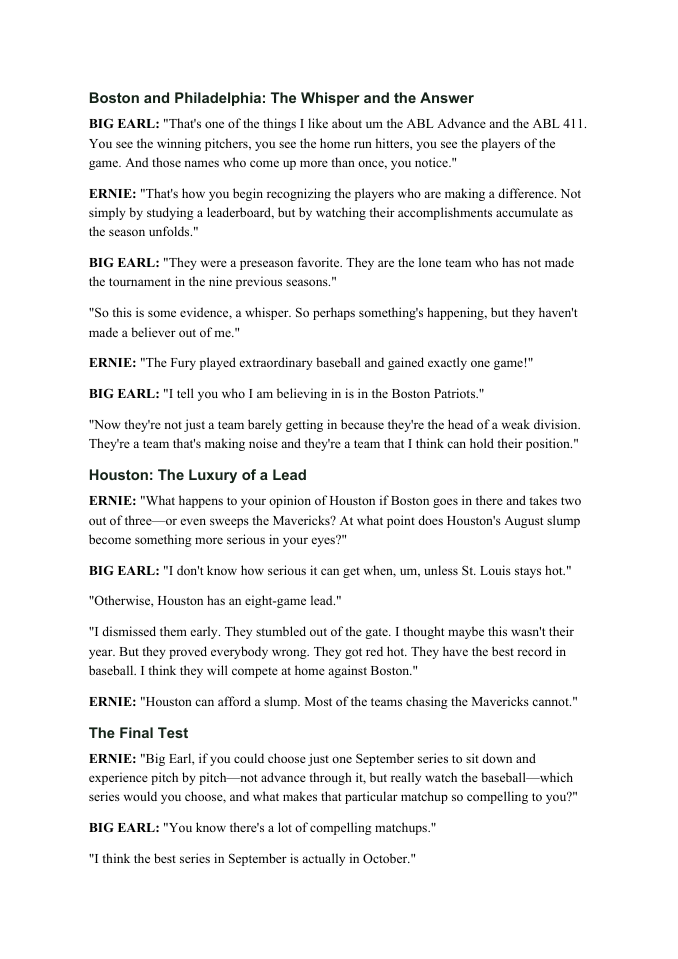 Boston and Philadelphia: The Whisper and the Answer
BIG EARL: "That's one of the things I like about um the ABL Advance and the ABL 411.
You see the winning pitchers, you see the home run hitters, you see the players of the
game. And those names who come up more than once, you notice."
ERNIE: "That's how you begin recognizing the players who are making a difference. Not
simply by studying a leaderboard, but by watching their accomplishments accumulate as
the season unfolds."
BIG EARL: "They were a preseason favorite. They are the lone team who has not made
the tournament in the nine previous seasons."
"So this is some evidence, a whisper. So perhaps something's happening, but they haven't
made a believer out of me."
ERNIE: "The Fury played extraordinary baseball and gained exactly one game!"
BIG EARL: "I tell you who I am believing in is in the Boston Patriots."
"Now they're not just a team barely getting in because they're the head of a weak division.
They're a team that's making noise and they're a team that I think can hold their position."
Houston: The Luxury of a Lead
ERNIE: "What happens to your opinion of Houston if Boston goes in there and takes two
out of three—or even sweeps the Mavericks? At what point does Houston's August slump
become something more serious in your eyes?"
BIG EARL: "I don't know how serious it can get when, um, unless St. Louis stays hot."
"Otherwise, Houston has an eight-game lead."
"I dismissed them early. They stumbled out of the gate. I thought maybe this wasn't their
year. But they proved everybody wrong. They got red hot. They have the best record in
baseball. I think they will compete at home against Boston."
ERNIE: "Houston can afford a slump. Most of the teams chasing the Mavericks cannot."
The Final Test
ERNIE: "Big Earl, if you could choose just one September series to sit down and
experience pitch by pitch—not advance through it, but really watch the baseball—which
series would you choose, and what makes that particular matchup so compelling to you?"
BIG EARL: "You know there's a lot of compelling matchups."
"I think the best series in September is actually in October."